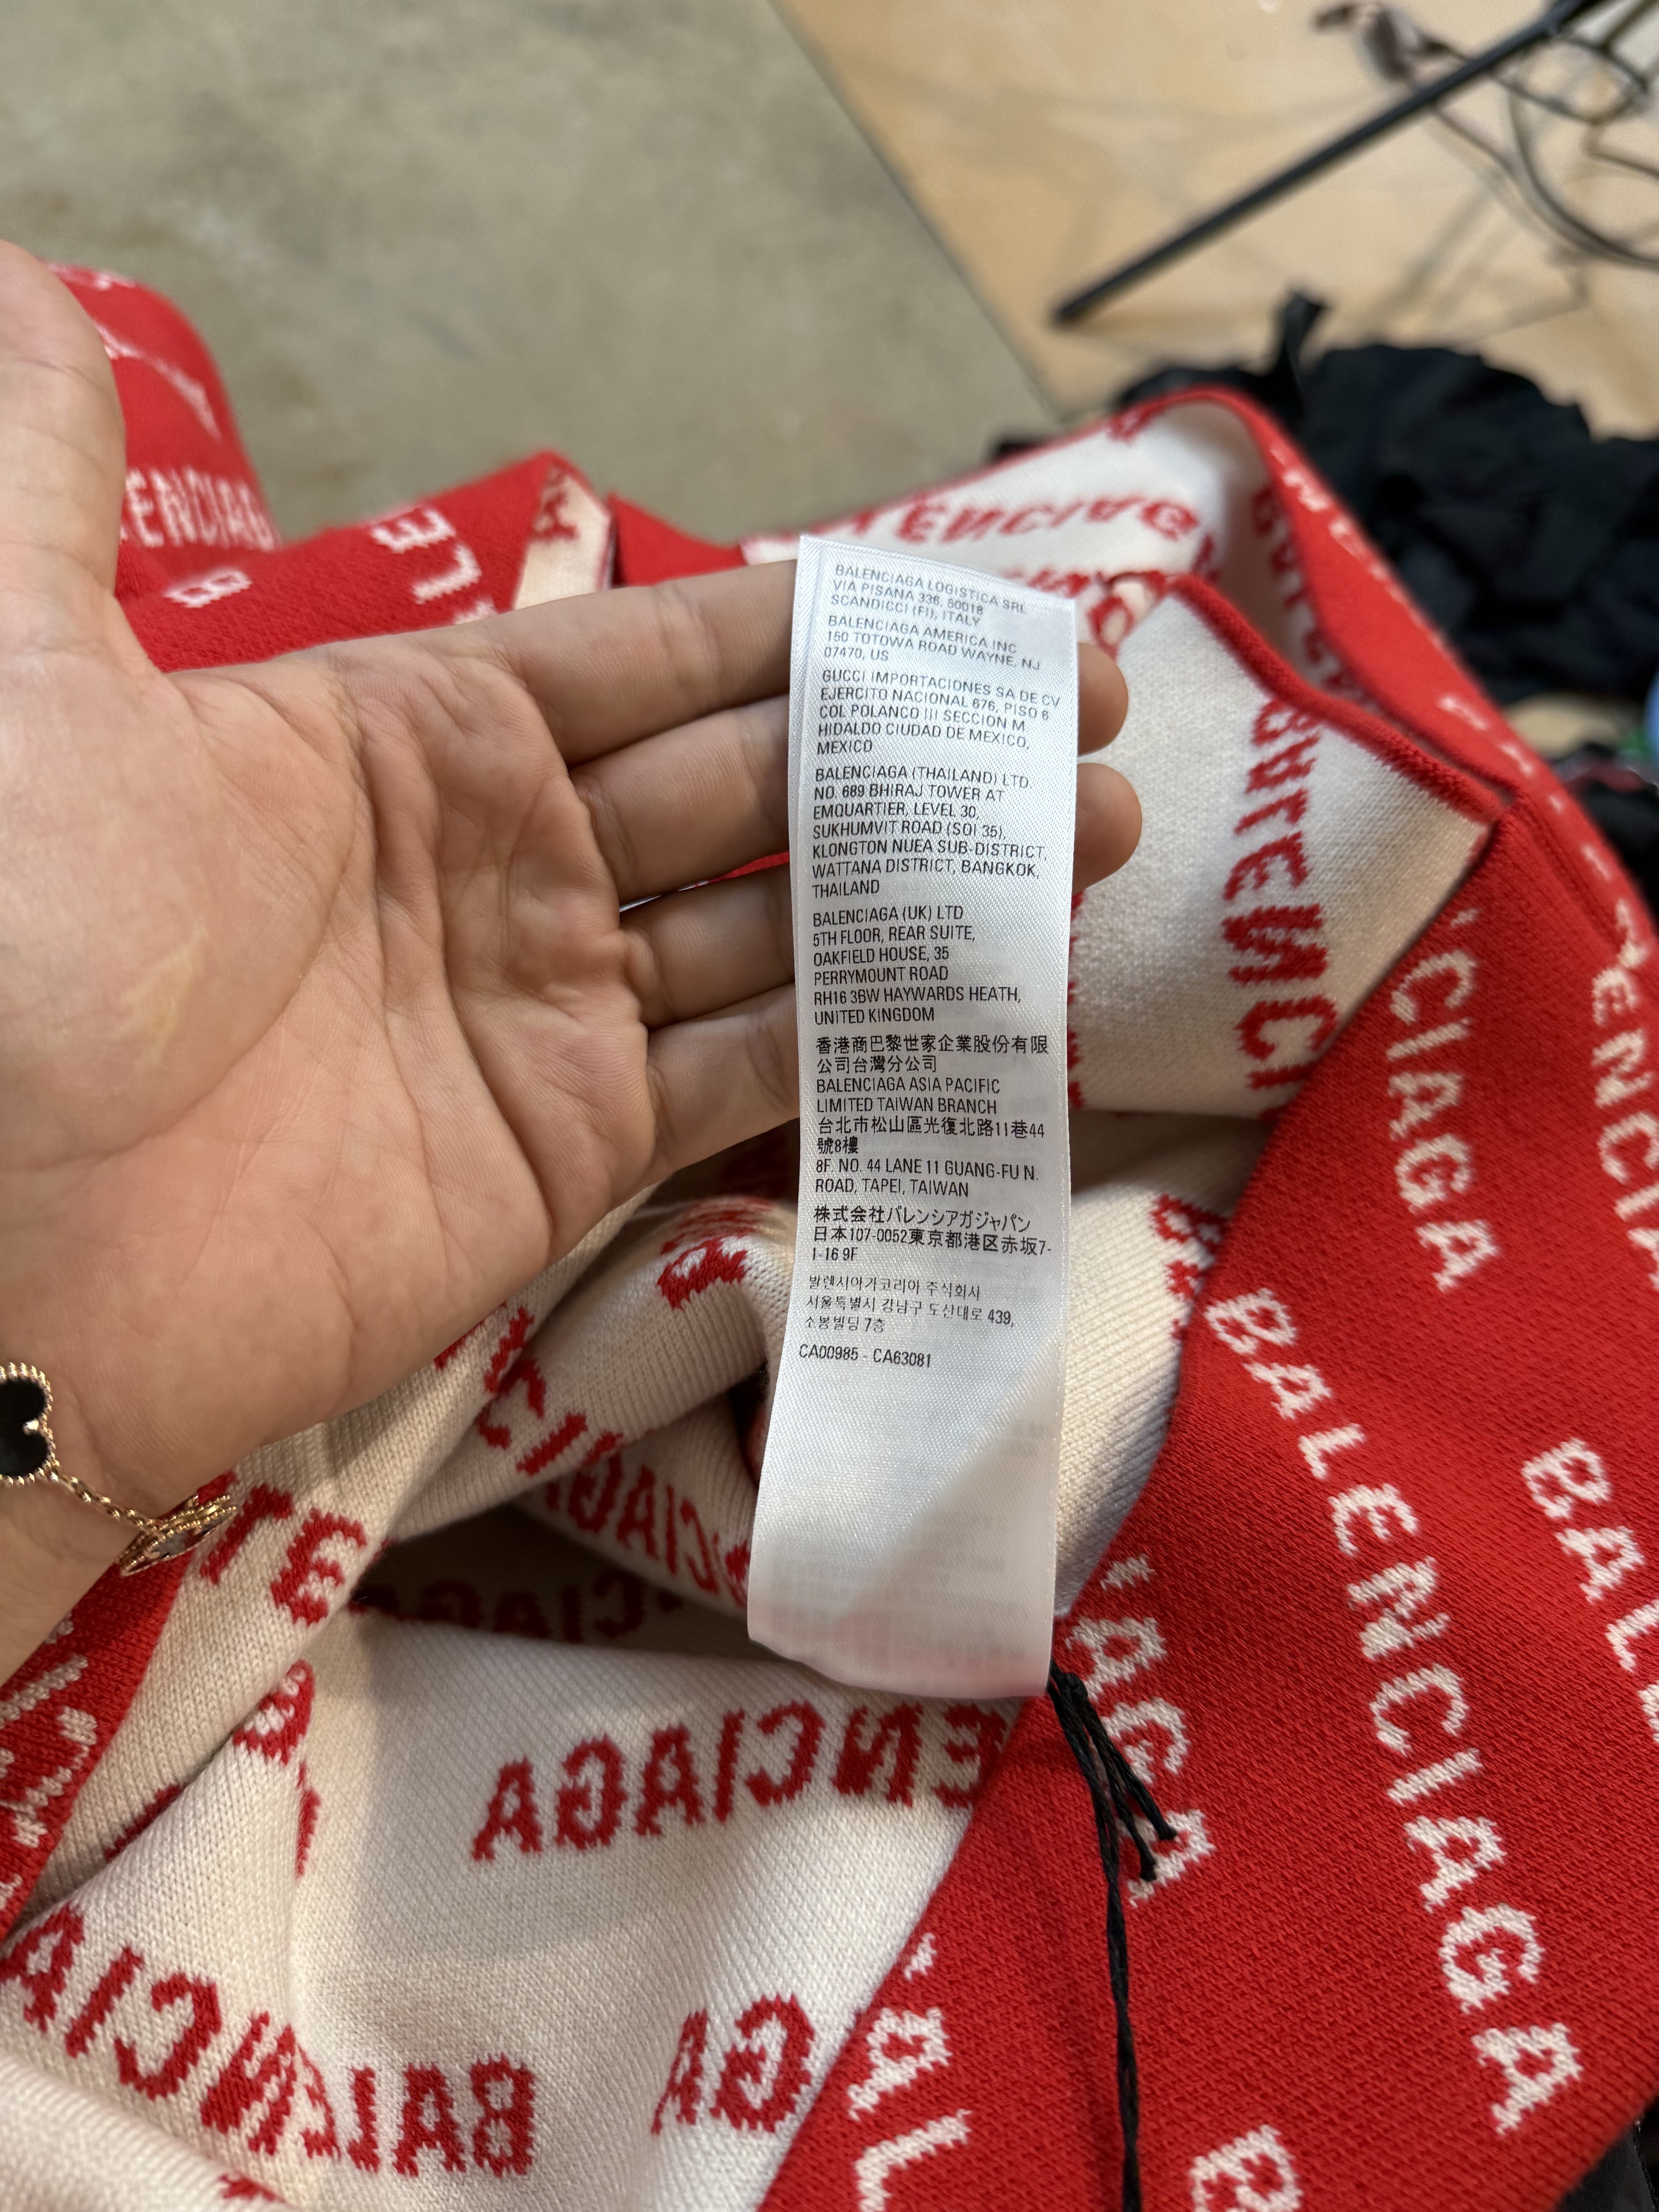 BALENCIAGA LOGISTICA SRL
VIA PISANA 336, 50018
SCANDICCI (FI), ITALY
BALENCIAGA AMERICA INC
150 TOTOWA ROAD WAYNE, NJ
07470, US
GUCCI IMPORTACIONES SA DE CV
EJERCITO NACIONAL 676, PISO 6
COL POLANCO III SECCION M
HIDALDO CIUDAD DE MEXICO,
MEXICO
BALENCIAGA (THAILAND) LTD.
NO. 689 BHIRAJ TOWER AT
EMQUARTIER, LEVEL 30,
SUKHUMVIT ROAD (SOI 35),
KLONGTON NUEA SUB-DISTRICT,
WATTANA DISTRICT, BANGKOK,
THAILAND
BALENCIAGA (UK) LTD
5TH FLOOR, REAR SUITE,
OAKFIELD HOUSE, 35
PERRYMOUNT ROAD
RH16 3BW HAYWARDS HEATH,
UNITED KINGDOM
香港商巴黎世家企業股份有限
公司台灣分公司
BALENCIAGA ASIA PACIFIC
LIMITED TAIWAN BRANCH
台北市松山區光復北路11巷44
號8樓
8F. NO. 44 LANE 11 GUANG-FU N.
ROAD, TAPEI, TAIWAN
株式会社バレンシアガジャパン
日本107-0052東京都港区赤坂7-
1-16 9F
발렌시아가코리아 주식회사
서울특별시 강남구 도산대로 439,
소봉빌딩 7층
CA00985 - CA63081
ENCIAGA
CIAGA
BALENCIAGA
BAL
IAGA
ENCIAGA
BAL
AGA